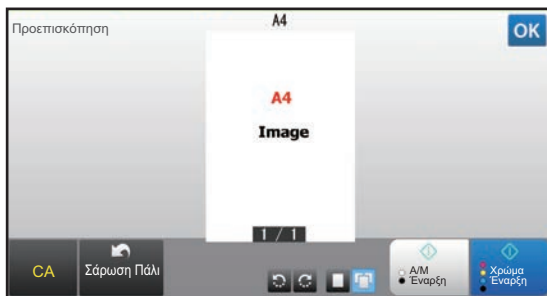 Προεπισκόπηση
A4
OK
A4
Image
1 / 1
CA
Σάρωση Πάλι
Α/Μ
Έναρξη
Χρώμα
Έναρξη